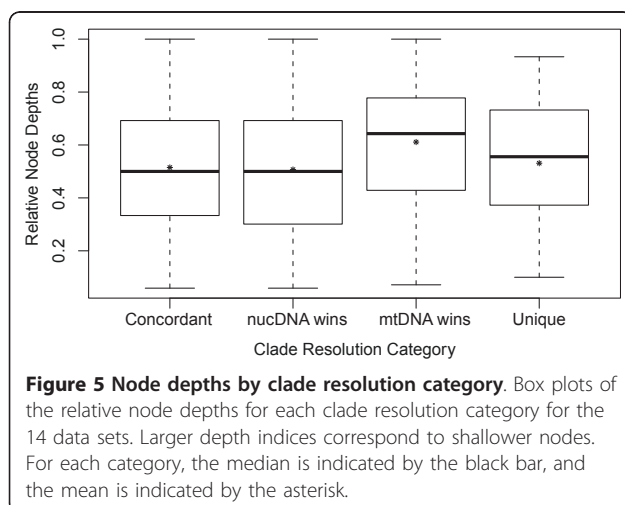 1.0
0.8
0.6
0.4
0.2
Relative Node Depths
Concordant nucDNA wins mtDNA wins Unique
Clade Resolution Category
Figure 5 Node depths by clade resolution category. Box plots of
the relative node depths for each clade resolution category for the
14 data sets. Larger depth indices correspond to shallower nodes.
For each category, the median is indicated by the black bar, and
the mean is indicated by the asterisk.